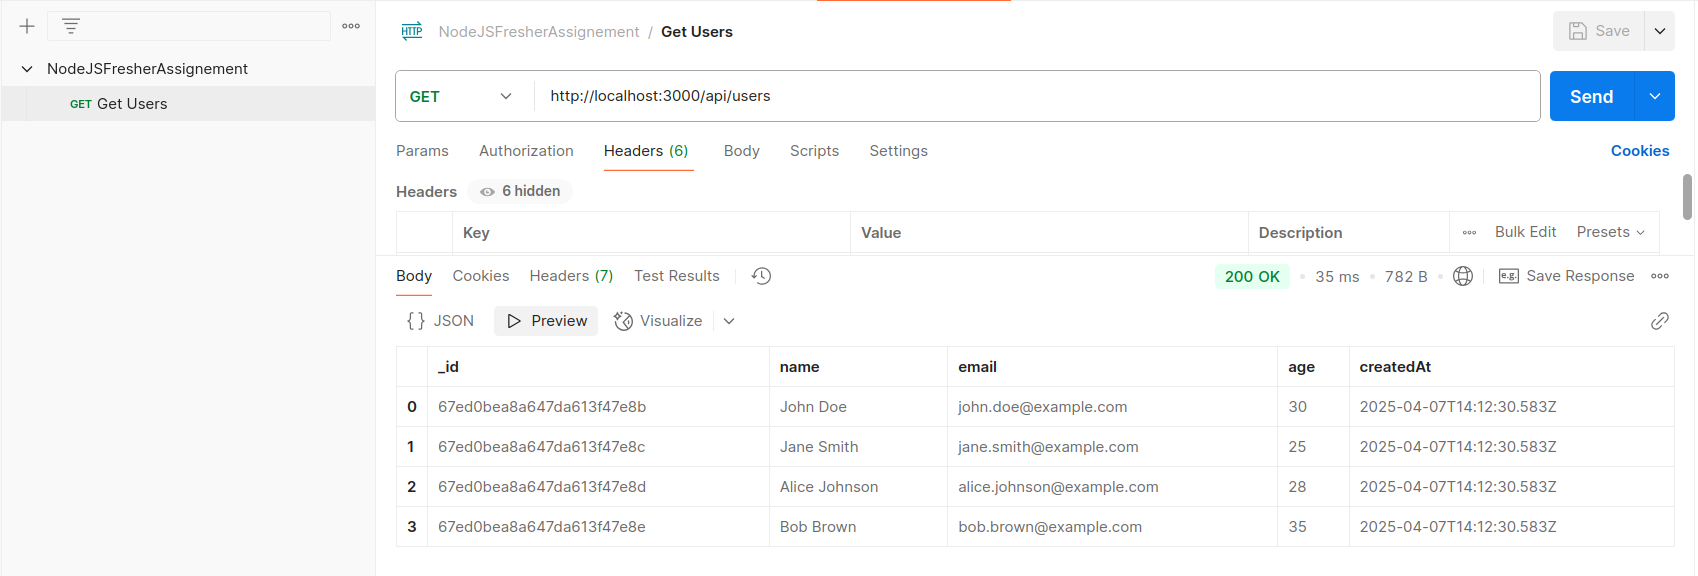 NodeJSFresherAssignement
GET Get Users
HTTP NodeJSFresherAssignement / Get Users
Save
GET http://localhost:3000/api/users
Send
Params Authorization Headers (6) Body Scripts Settings Cookies
Headers 6 hidden
Key Value Description Bulk Edit Presets
Body Cookies Headers (7) Test Results 200 OK 35 ms 782 B e.g. Save Response
{} JSON Preview Visualize
_id name email age createdAt
0 67ed0bea8a647da613f47e8b John Doe john.doe@example.com 30 2025-04-07T14:12:30.583Z
1 67ed0bea8a647da613f47e8c Jane Smith jane.smith@example.com 25 2025-04-07T14:12:30.583Z
2 67ed0bea8a647da613f47e8d Alice Johnson alice.johnson@example.com 28 2025-04-07T14:12:30.583Z
3 67ed0bea8a647da613f47e8e Bob Brown bob.brown@example.com 35 2025-04-07T14:12:30.583Z